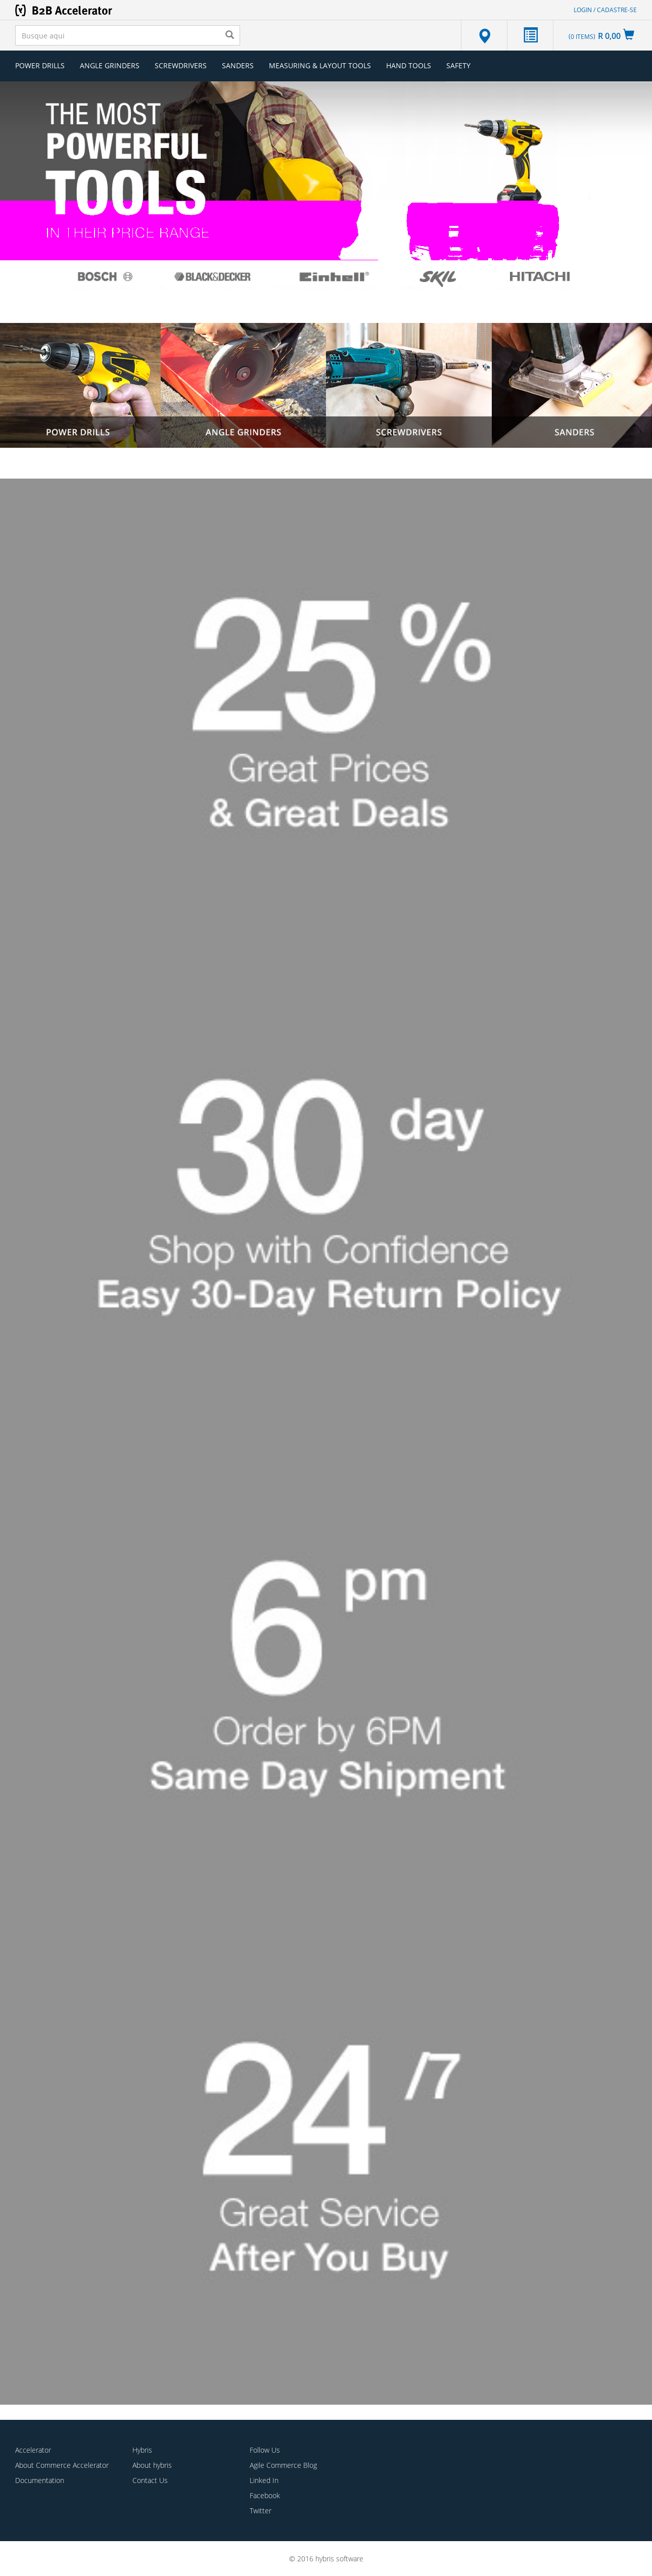 B2B Accelerator
LOGIN / CADASTRE-SE
Busque aqui
(0 ITEMS) R 0,00
POWER DRILLS ANGLE GRINDERS SCREWDRIVERS SANDERS MEASURING & LAYOUT TOOLS HAND TOOLS SAFETY
THE MOST
POWERFUL
TOOLS
IN THEIR PRICE RANGE
BOSCH BLACK&DECKER Einhell® SKIL HITACHI
POWER DRILLS ANGLE GRINDERS SCREWDRIVERS SANDERS
25 %
Great Prices
& Great Deals
30 day
Shop with Confidence
Easy 30-Day Return Policy
6 pm
Order by 6PM
Same Day Shipment
24 /7
Great Service
After You Buy
Accelerator
About Commerce Accelerator
Documentation
Hybris
About hybris
Contact Us
Follow Us
Agile Commerce Blog
Linked In
Facebook
Twitter
© 2016 hybris software